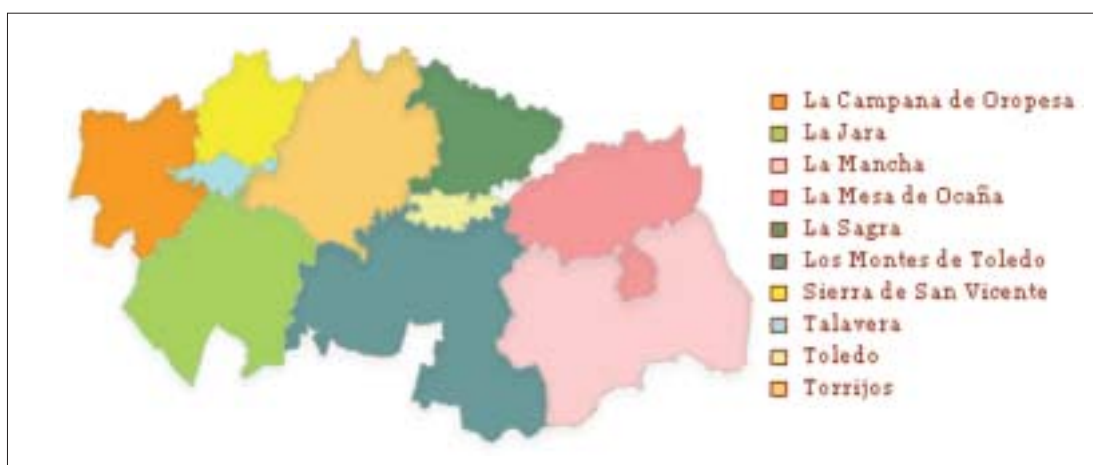 La Campana de Oropesa
La Jara
La Mancha
La Mesa de Ocaña
La Sagra
Los Montes de Toledo
Sierra de San Vicente
Talavera
Toledo
Torrijos